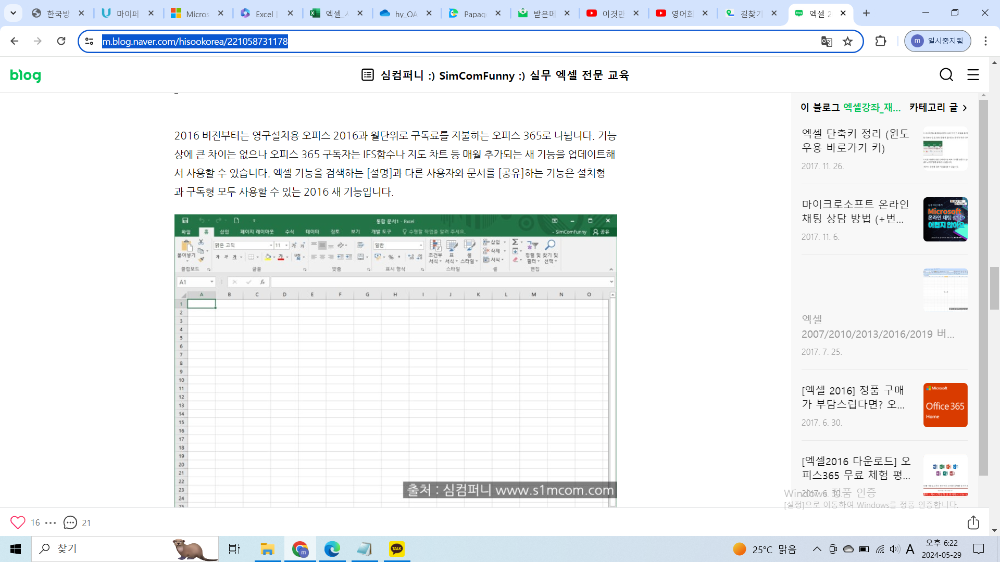 한국방
마이페
Micros
Excel |
엑셀_시
hy_OA
Papag
받은메
이것만
영어회
길찾기
엑셀 2
m.blog.naver.com/hisookorea/221058731178
m 일시중지됨
blog
심컴퍼니 :) SimComFunny :) 실무 엑셀 전문 교육
2016 버전부터는 영구설치용 오피스 2016과 월단위로 구독료를 지불하는 오피스 365로 나뉩니다. 기능
상에 큰 차이는 없으나 오피스 365 구독자는 IFS함수나 지도 차트 등 매월 추가되는 새 기능을 업데이트해
서 사용할 수 있습니다. 엑셀 기능을 검색하는 [설명]과 다른 사용자와 문서를 [공유]하는 기능은 설치형
과 구독형 모두 사용할 수 있는 2016 새 기능입니다.
통합 문서1 - Excel
파일 홈 삽입 페이지 레이아웃 수식 데이터 검토 보기 개발 도구 수행할 작업을 알려 주세요. - SimComFunny 공유
붙여넣기 맑은 고딕 11 일반
조건부 서식 표 서식 셀 스타일
삽입 삭제 서식
정렬 및 필터 찾기 및 선택
클립보드 글꼴 맞춤 표시 형식 스타일 셀 편집
A1 fx
A B C D E F G H I J K L M N O
1
2
3
4
5
6
7
8
9
10
11
12
13
14
15
16
17
18
19
20
21
22
23
24
25
출처 : 심컴퍼니 www.s1mcom.com
이 블로그 엑셀강좌_재... 카테고리 글
엑셀 단축키 정리 (윈도
우용 바로가기 키)
2017. 11. 26.
마이크로소프트 온라인
채팅 상담 방법 (+번...
2017. 11. 6.
Microsoft
온라인 채팅 상담
어렵지 않아요
엑셀
2007/2010/2013/2016/2019 버...
2017. 7. 25.
[엑셀 2016] 정품 구매
가 부담스럽다면? 오...
2017. 6. 30.
Microsoft
Office 365
Home
[엑셀2016 다운로드] 오
피스365 무료 체험 평...
2017. 6. 30.
Windows 정품 인증
[설정]으로 이동하여 Windows를 정품 인증합니다.
16
21
찾기
TALK
25°C 맑음
A
오후 6:22
2024-05-29